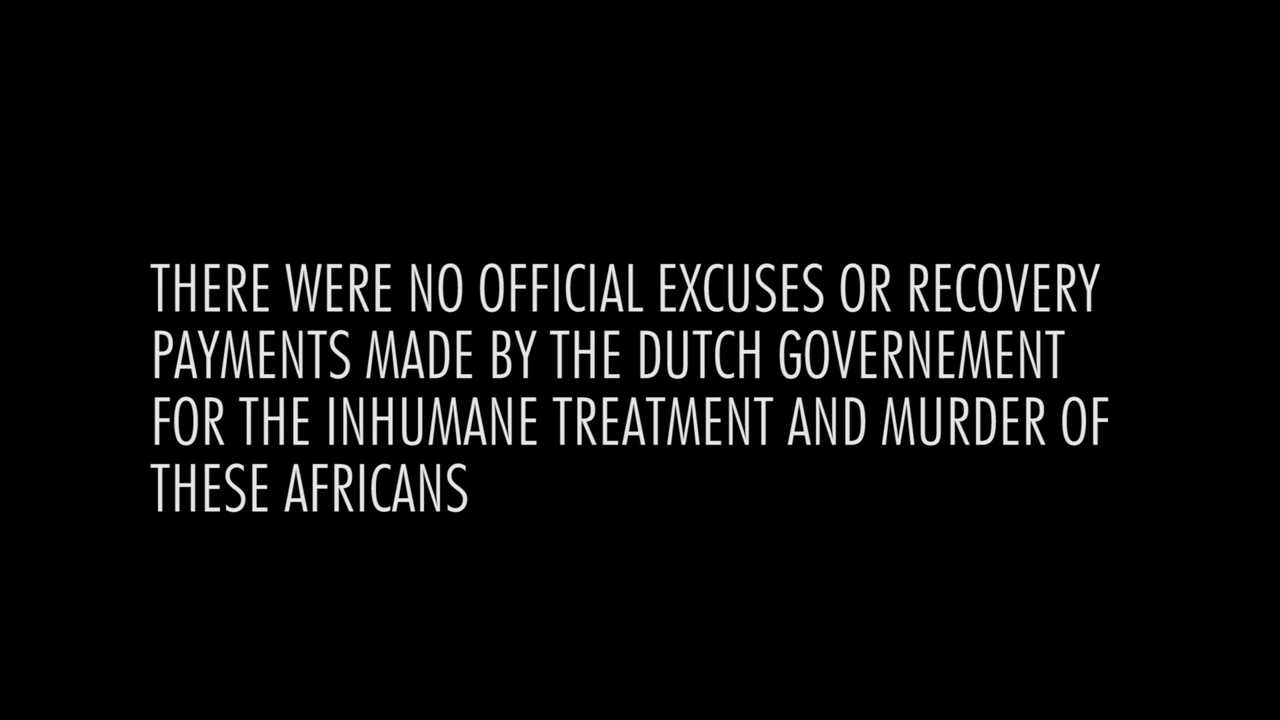 THERE WERE NO OFFICIAL EXCUSES OR RECOVERY
PAYMENTS MADE BY THE DUTCH GOVERNEMENT
FOR THE INHUMANE TREATMENT AND MURDER OF
THESE AFRICANS